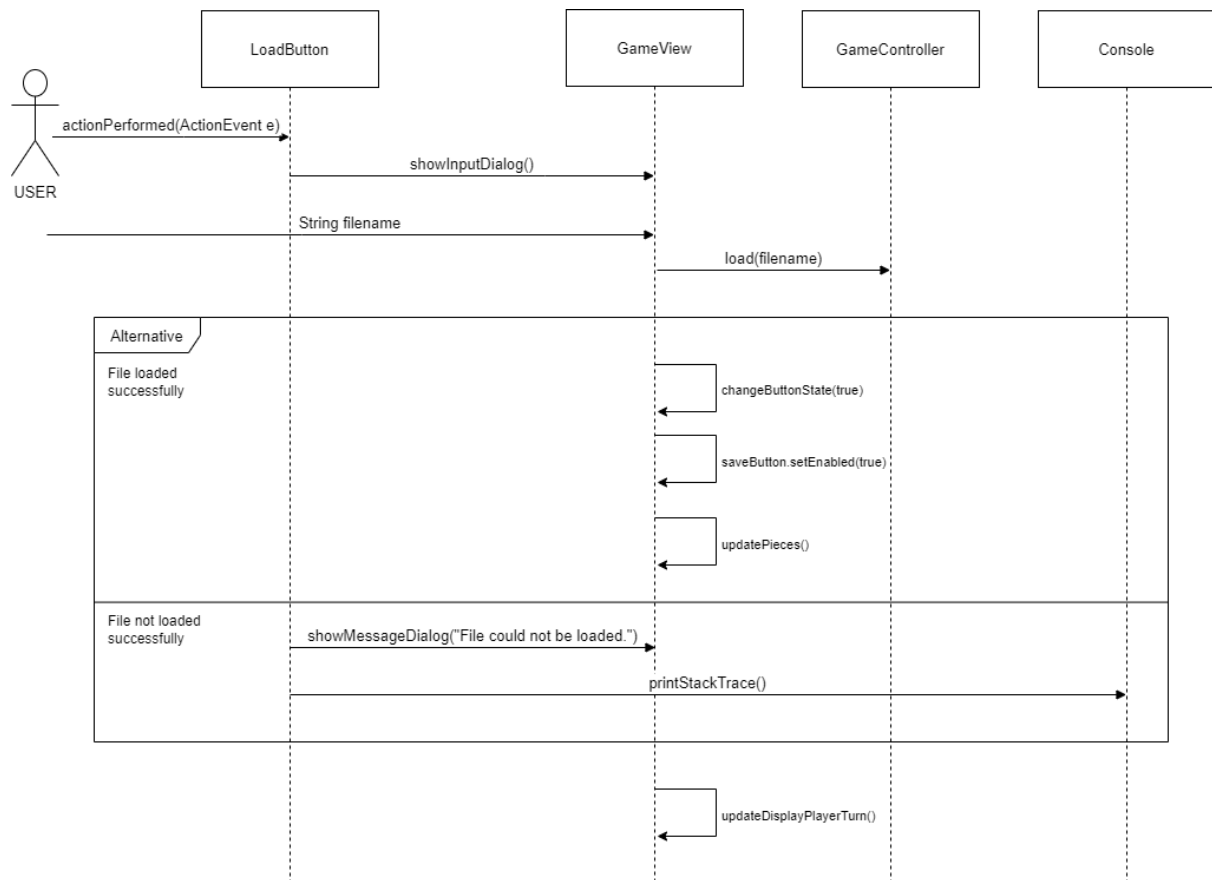 LoadButton
GameView
GameController
Console
actionPerformed(ActionEvent e)
showInputDialog()
USER
String filename
load(filename)
Alternative
File loaded
successfully
changeButtonState(true)
saveButton.setEnabled(true)
updatePieces()
File not loaded
successfully
showMessageDialog("File could not be loaded.")
printStackTrace()
updateDisplayPlayerTurn()